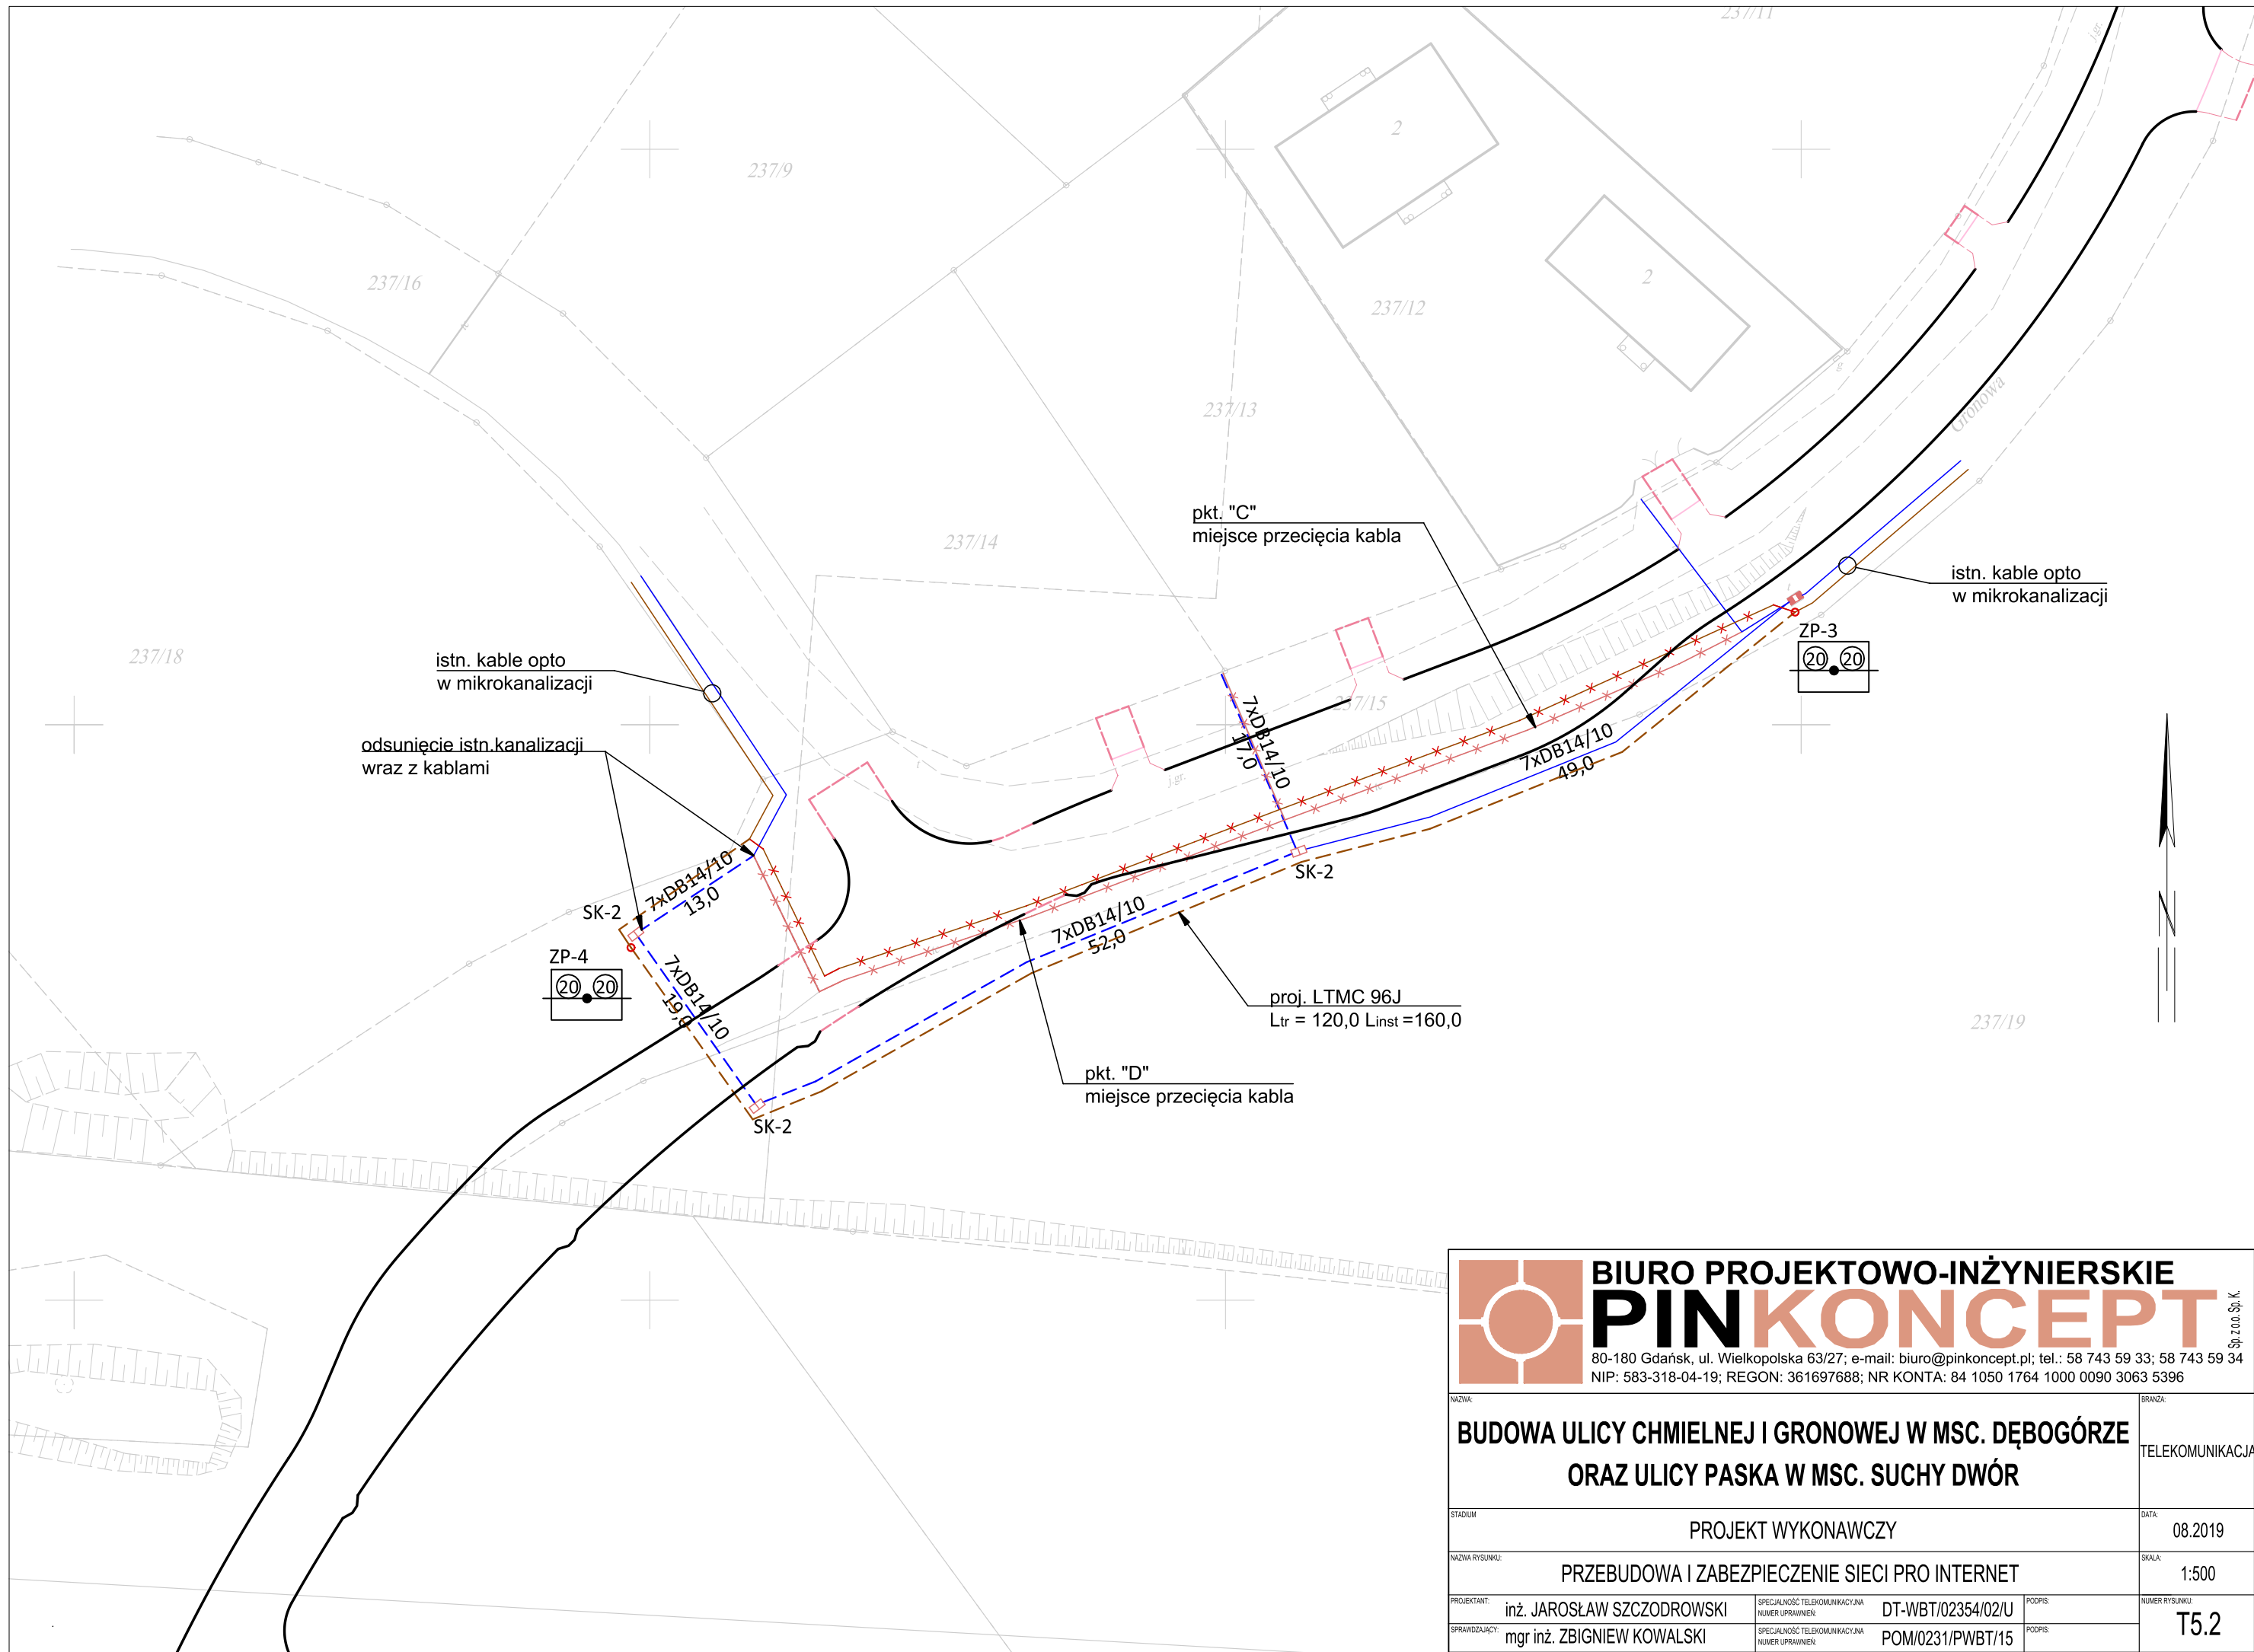 237/11
237/9
2
237/16
2
237/12
237/13
Gronowa
j.gr.
pkt. "C"
miejsce przecięcia kabla
237/14
istn. kable opto
w mikrokanalizacji
ZP-3
20 20
237/18
istn. kable opto
w mikrokanalizacji
237/15
7xDB14/10
17,0
odsunięcie istn.kanalizacji
wraz z kablami
7xDB14/10
49,0
j.gr.
SK-2
7xDB14/10
13,0
SK-2
7xDB14/10
52,0
ZP-4
20 20
7xDB14/10
19,0
proj. LTMC 96J
Ltr = 120,0 Linst =160,0
N
237/19
pkt. "D"
miejsce przecięcia kabla
SK-2
BIURO PROJEKTOWO-INŻYNIERSKIE
PINKONCEPT
Sp. z o.o. Sp. K.
80-180 Gdańsk, ul. Wielkopolska 63/27; e-mail: biuro@pinkoncept.pl; tel.: 58 743 59 33; 58 743 59 34
NIP: 583-318-04-19; REGON: 361697688; NR KONTA: 84 1050 1764 1000 0090 3063 5396
NAZWA:
BUDOWA ULICY CHMIELNEJ I GRONOWEJ W MSC. DĘBOGÓRZE
ORAZ ULICY PASKA W MSC. SUCHY DWÓR
BRANŻA:
TELEKOMUNIKACJA
STADIUM
PROJEKT WYKONAWCZY
DATA:
08.2019
NAZWA RYSUNKU:
PRZEBUDOWA I ZABEZPIECZENIE SIECI PRO INTERNET
SKALA:
1:500
PROJEKTANT: inż. JAROSŁAW SZCZODROWSKI
SPECJALNOŚĆ TELEKOMUNIKACYJNA
NUMER UPRAWNIEŃ: DT-WBT/02354/02/U
PODPIS:
SPRAWDZAJĄCY: mgr inż. ZBIGNIEW KOWALSKI
SPECJALNOŚĆ TELEKOMUNIKACYJNA
NUMER UPRAWNIEŃ: POM/0231/PWBT/15
PODPIS:
NUMER RYSUNKU:
T5.2